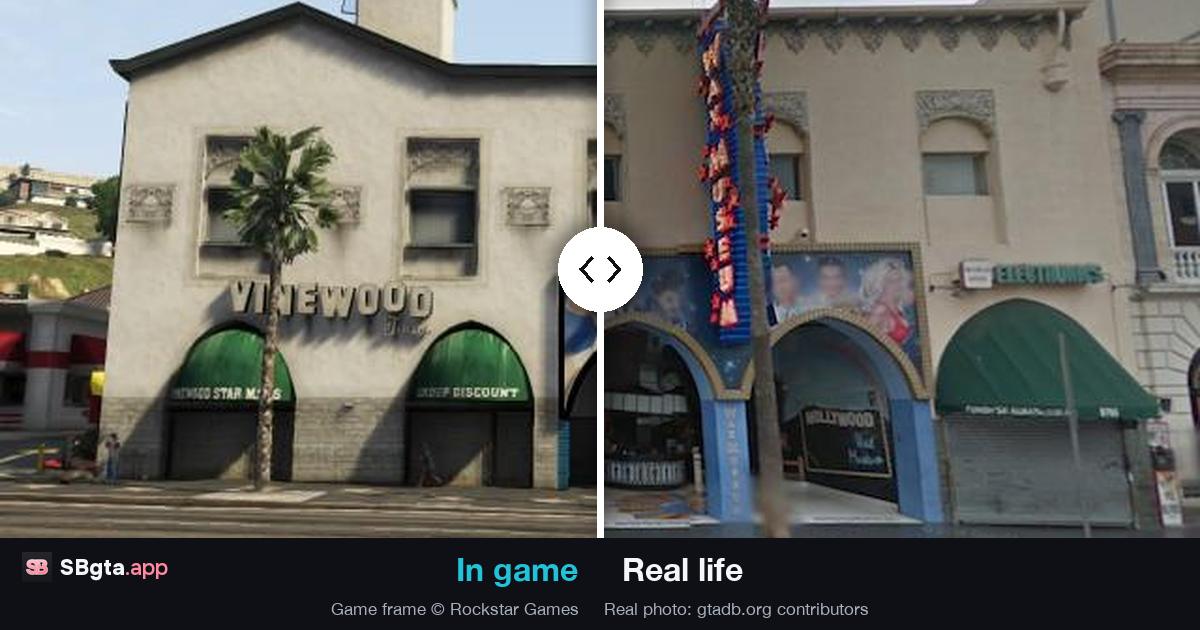 VINEWOOD
STAR MAPS
DISCOUNT
WAX MUSEUM
ELECTRONICS
HOLLYWOOD
Wax
Museum
SBgta.app
In game
Real life
Game frame © Rockstar Games
Real photo: gtadb.org contributors